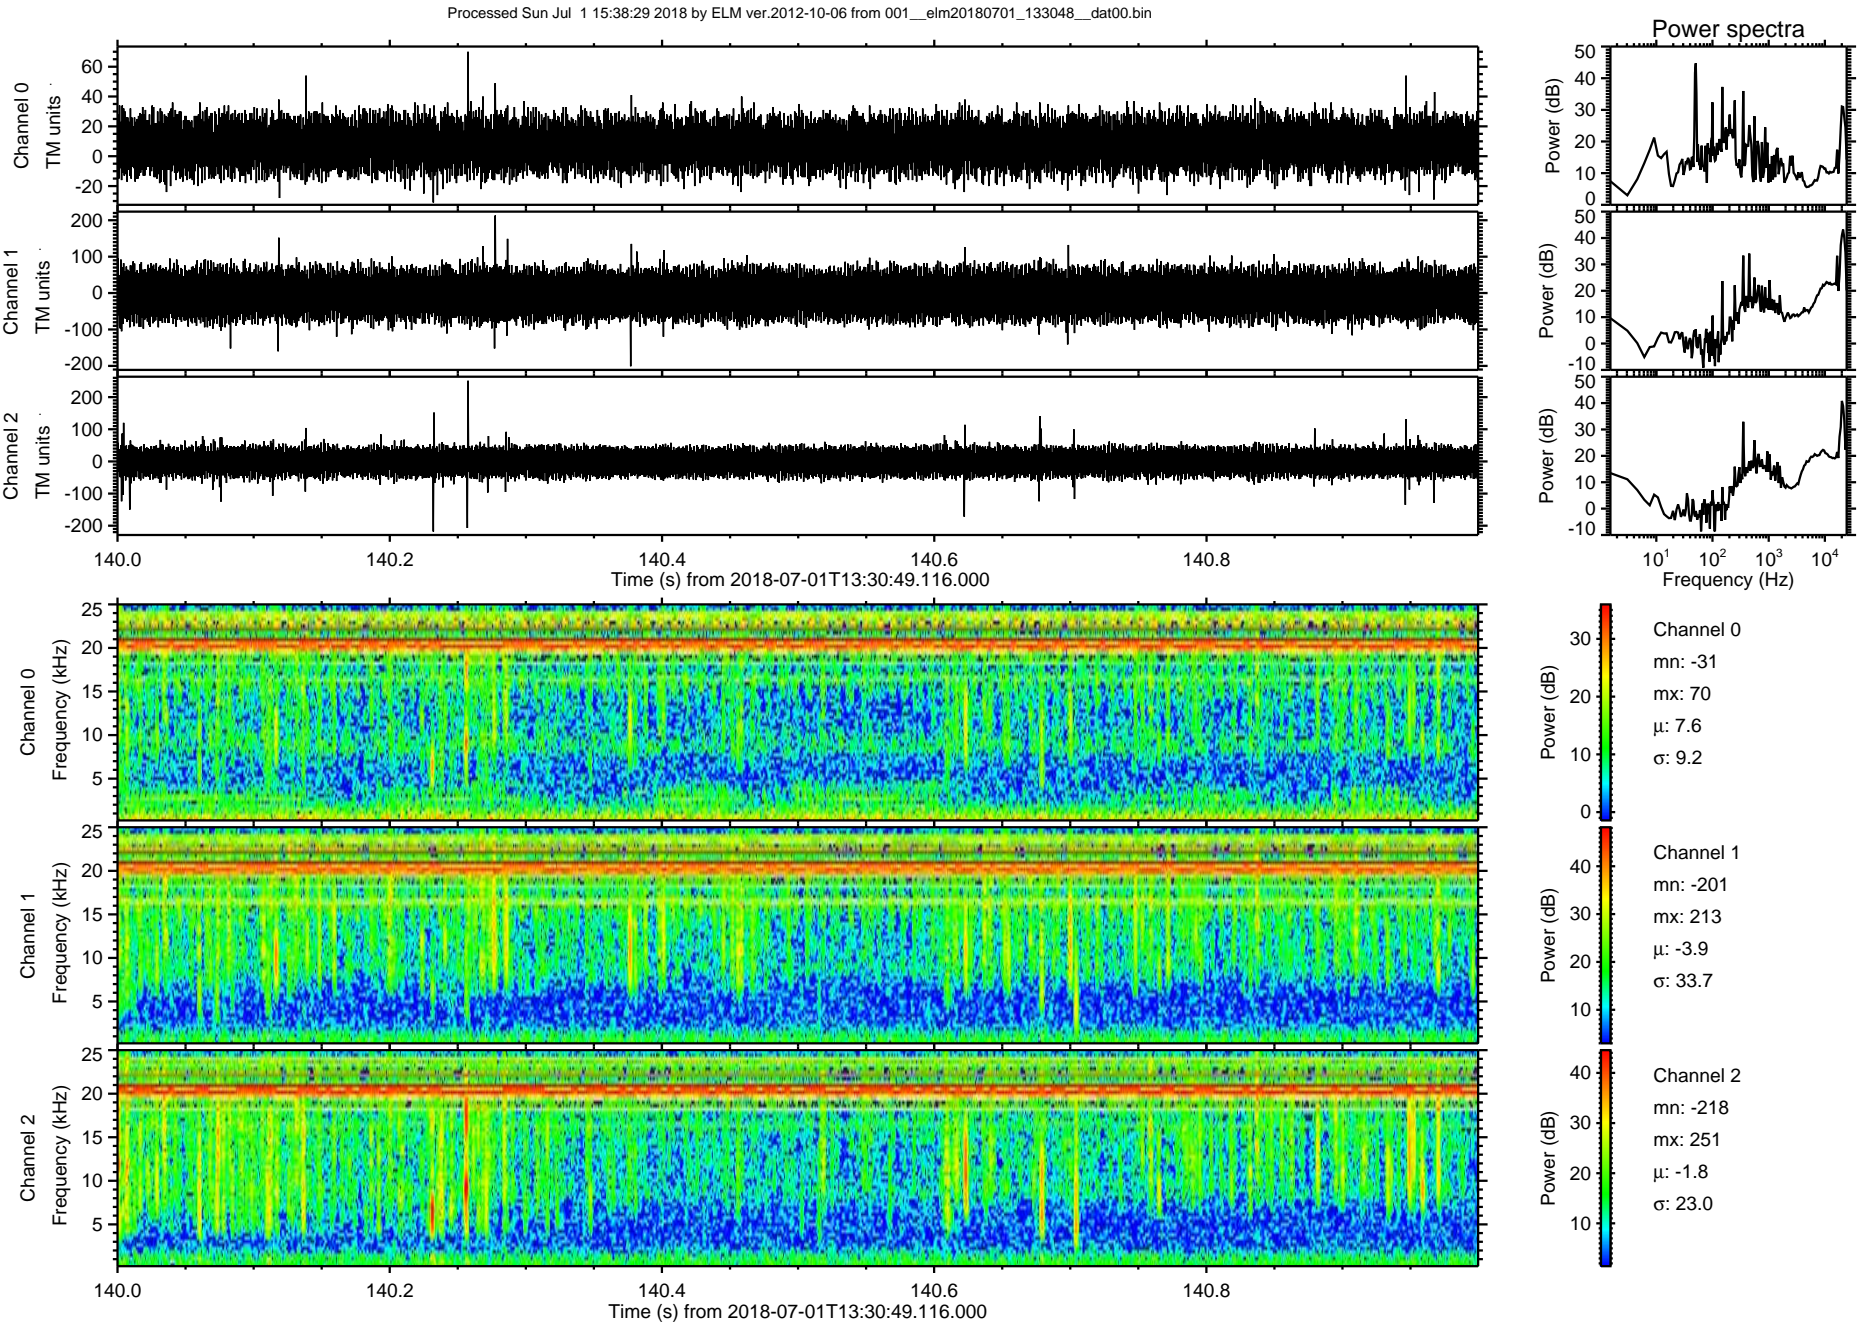 Processed Sun Jul  1 15:38:29 2018 by ELM ver.2012-10-06 from 001__elm20180701_133048__dat00.bin
Power spectra
Channel 0
TM units
60
40
20
0
-20
Power (dB)
50
40
30
20
10
0
Channel 1
TM units
200
100
0
-100
-200
Power (dB)
50
40
30
20
10
0
-10
Channel 2
TM units
200
100
0
-100
-200
Power (dB)
50
40
30
20
10
0
-10
140.0 140.2 140.4 140.6 140.8
Time (s) from 2018-07-01T13:30:49.116.000
10^1 10^2 10^3 10^4
Frequency (Hz)
Channel 0
Frequency (kHz)
25
20
15
10
5
Power (dB)
30
20
10
0
Channel 0
mn: -31
mx: 70
µ: 7.6
σ: 9.2
Channel 1
Frequency (kHz)
25
20
15
10
5
Power (dB)
40
30
20
10
Channel 1
mn: -201
mx: 213
µ: -3.9
σ: 33.7
Channel 2
Frequency (kHz)
25
20
15
10
5
Power (dB)
40
30
20
10
Channel 2
mn: -218
mx: 251
µ: -1.8
σ: 23.0
140.0 140.2 140.4 140.6 140.8
Time (s) from 2018-07-01T13:30:49.116.000